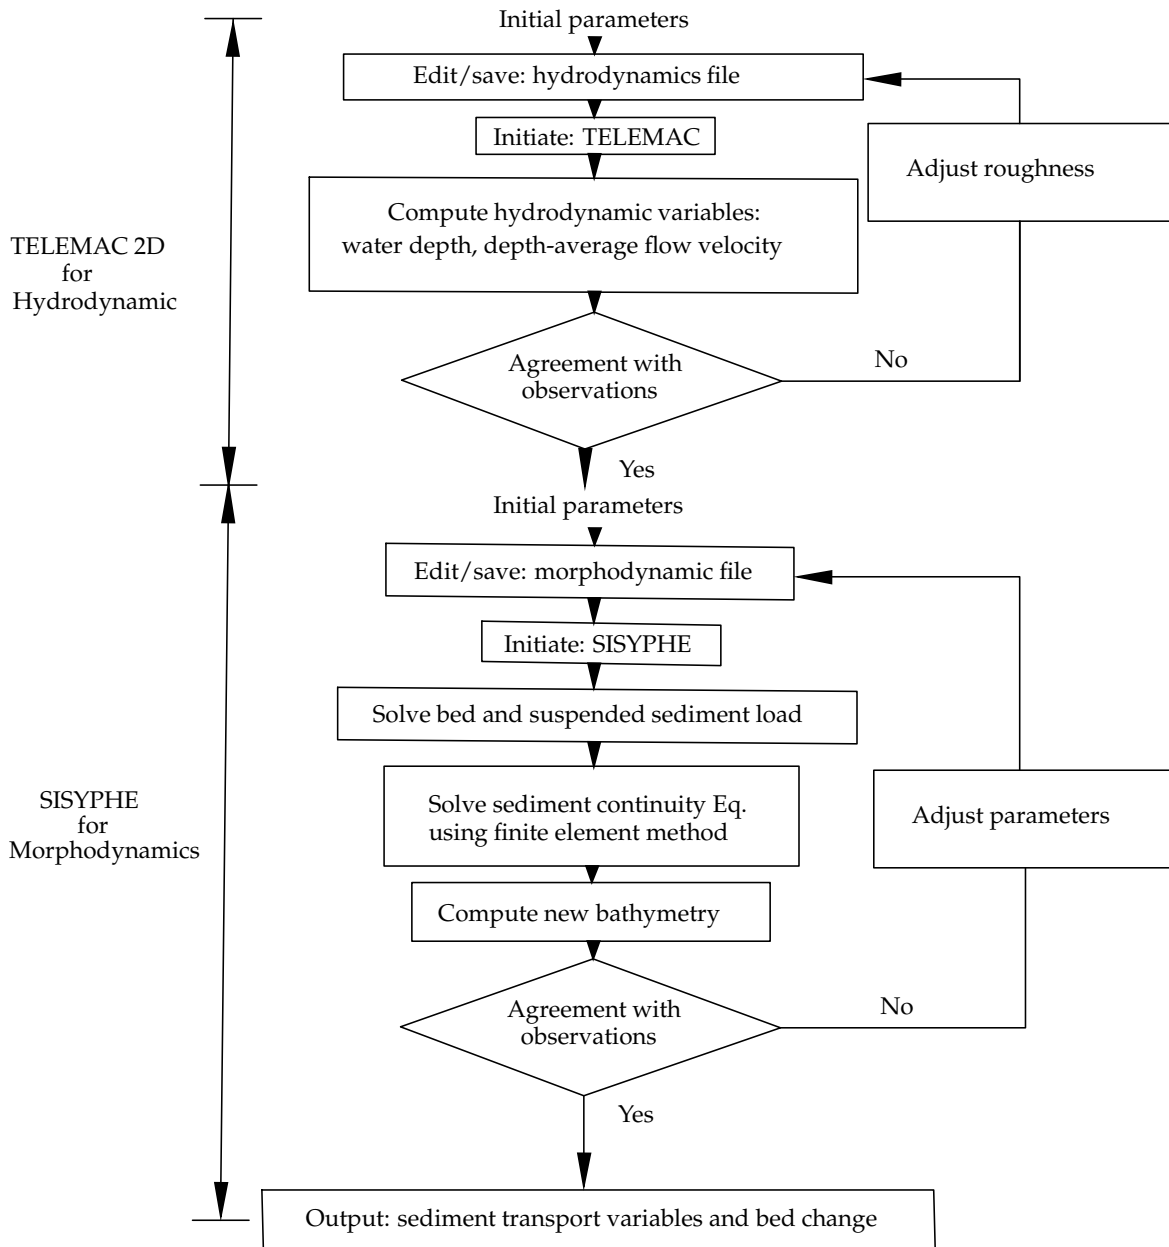 Initial parameters
Edit/save: hydrodynamics file
Initiate: TELEMAC
Adjust roughness
Compute hydrodynamic variables:
water depth, depth-average flow velocity
TELEMAC 2D
for
Hydrodynamic
Agreement with
observations
No
Yes
Initial parameters
Edit/save: morphodynamic file
Initiate: SISYPHE
Solve bed and suspended sediment load
Solve sediment continuity Eq.
using finite element method
Adjust parameters
SISYPHE
for
Morphodynamics
Compute new bathymetry
Agreement with
observations
No
Yes
Output: sediment transport variables and bed change